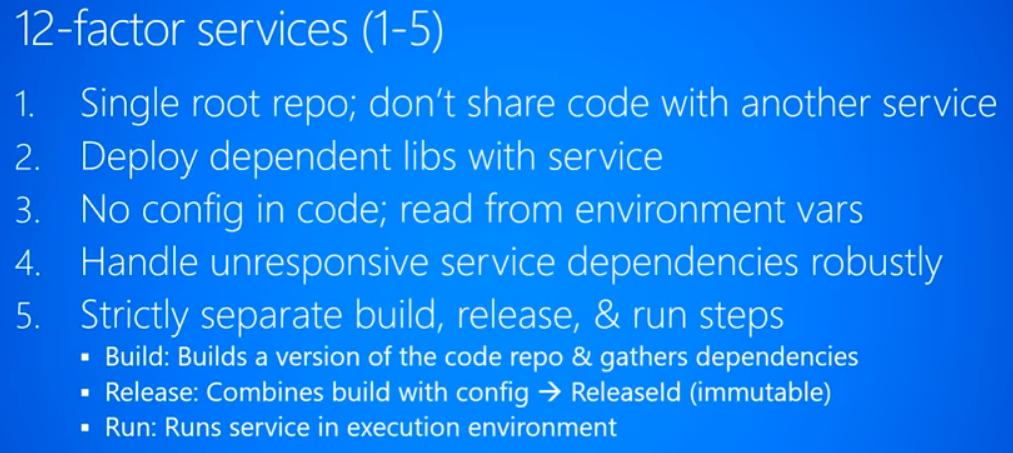 12-factor services (1-5)
1. Single root repo; don't share code with another service
2. Deploy dependent libs with service
3. No config in code; read from environment vars
4. Handle unresponsive service dependencies robustly
5. Strictly separate build, release, & run steps
▪ Build: Builds a version of the code repo & gathers dependencies
▪ Release: Combines build with config → ReleaseId (immutable)
▪ Run: Runs service in execution environment